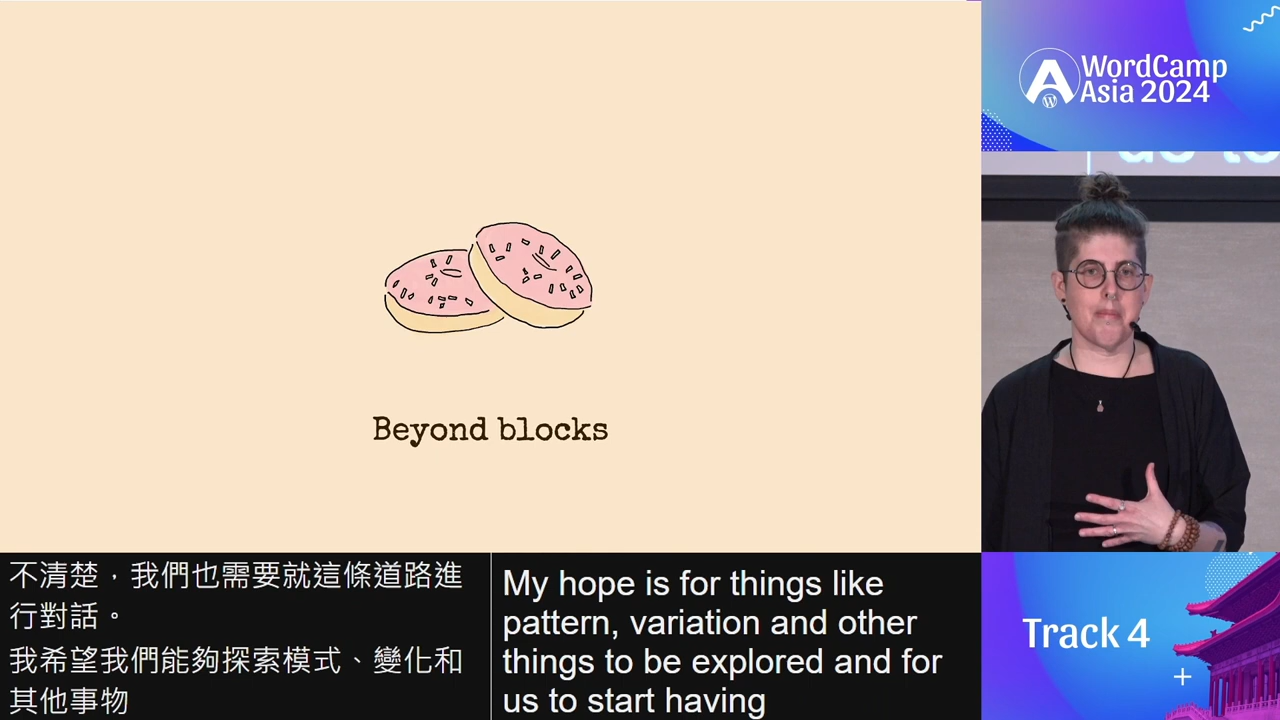 Beyond blocks
不清楚，我們也需要就這條道路進
行對話。
我希望我們能夠探索模式、變化和
其他事物
My hope is for things like
pattern, variation and other
things to be explored and for
us to start having
WordCamp
Asia 2024
Track 4